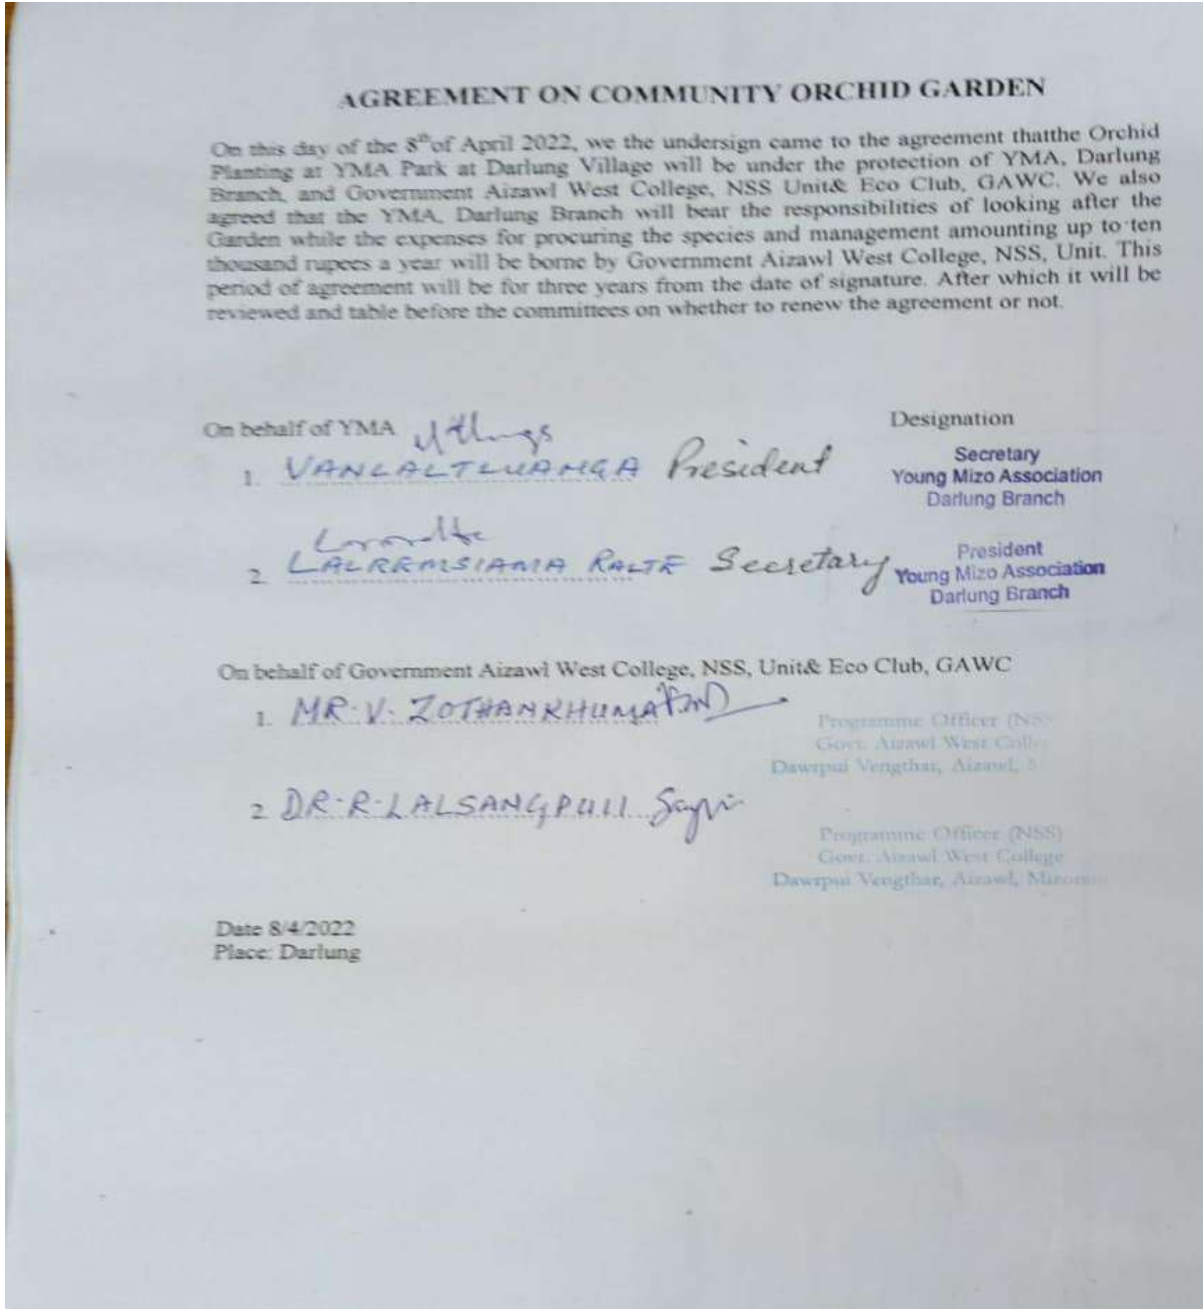 AGREEMENT ON COMMUNITY ORCHID GARDEN
On this day of the 8th of April 2022, we the undersign came to the agreement thatthe Orchid
Planting at YMA Park at Darlung Village will be under the protection of YMA, Darlung
Branch, and Government Aizawl West College, NSS Unit& Eco Club, GAWC. We also
agreed that the YMA, Darlung Branch will bear the responsibilities of looking after the
Garden while the expenses for procuring the species and management amounting up to ten
thousand rupees a year will be borne by Government Aizawl West College, NSS, Unit. This
period of agreement will be for three years from the date of signature. After which it will be
reviewed and table before the committees on whether to renew the agreement or not.
On behalf of YMA Designation
1. VANLALTLUANGA President
Secretary
Young Mizo Association
Darlung Branch
2. LALREMSIAMA RALTE Secretary
President
Young Mizo Association
Darlung Branch
On behalf of Government Aizawl West College, NSS, Unit& Eco Club, GAWC
1. MR. V. ZOTHANKHUMA
Programme Officer (NSS
Govt. Aizawl West Colle
Dawrpui Vengthar, Aizawl,
2 DR. R. LALSANGPUII
Programme Officer (NSS)
Govt. Aizawl West College
Dawrpui Vengthar, Aizawl, Mizoram
Date 8/4/2022
Place: Darlung